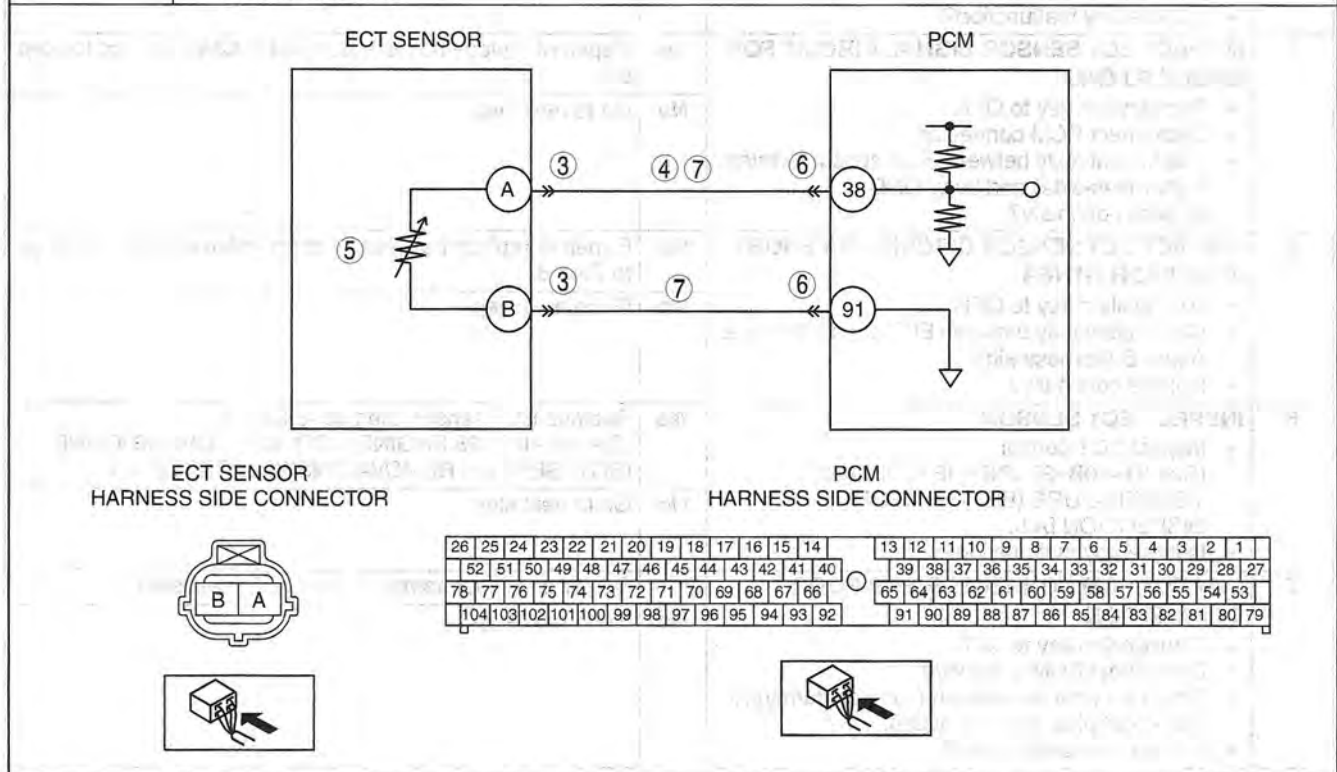 ECT SENSOR
PCM
A
3
4 7
6
38
5
B
3
7
6
91
ECT SENSOR
HARNESS SIDE CONNECTOR
PCM
HARNESS SIDE CONNECTOR
B A
26 25 24 23 22 21 20 19 18 17 16 15 14 13 12 11 10 9 8 7 6 5 4 3 2 1
52 51 50 49 48 47 46 45 44 43 42 41 40 39 38 37 36 35 34 33 32 31 30 29 28 27
78 77 76 75 74 73 72 71 70 69 68 67 66 65 64 63 62 61 60 59 58 57 56 55 54 53
104 103 102 101 100 99 98 97 96 95 94 93 92 91 90 89 88 87 86 85 84 83 82 81 80 79